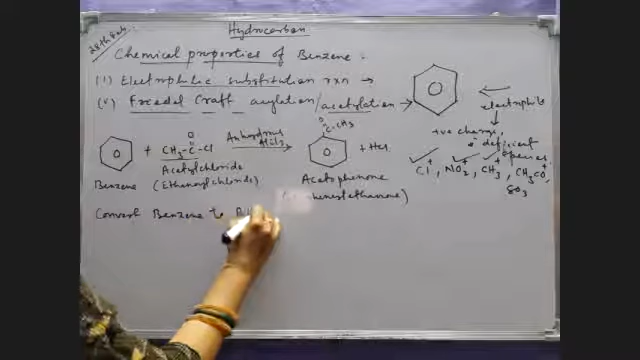 28th Feb
Hydrocarbon
Chemical properties of Benzene.
(1) Electrophilic substitution rxn →
(v) Friedel Craft acylation/acetylation →
electrophile
+ve charge,
e⁻ deficient
species
Cl⁺, NO₂⁺, CH₃⁺, CH₃CO⁺,
SO₃
O
C-CH₃
+ CH₃-C-Cl
O
Anhydrous
AlCl₃
+ HCl
Acetylchloride
Acetophenone
Benzene (Ethanoylchloride)
Convert Benzene to